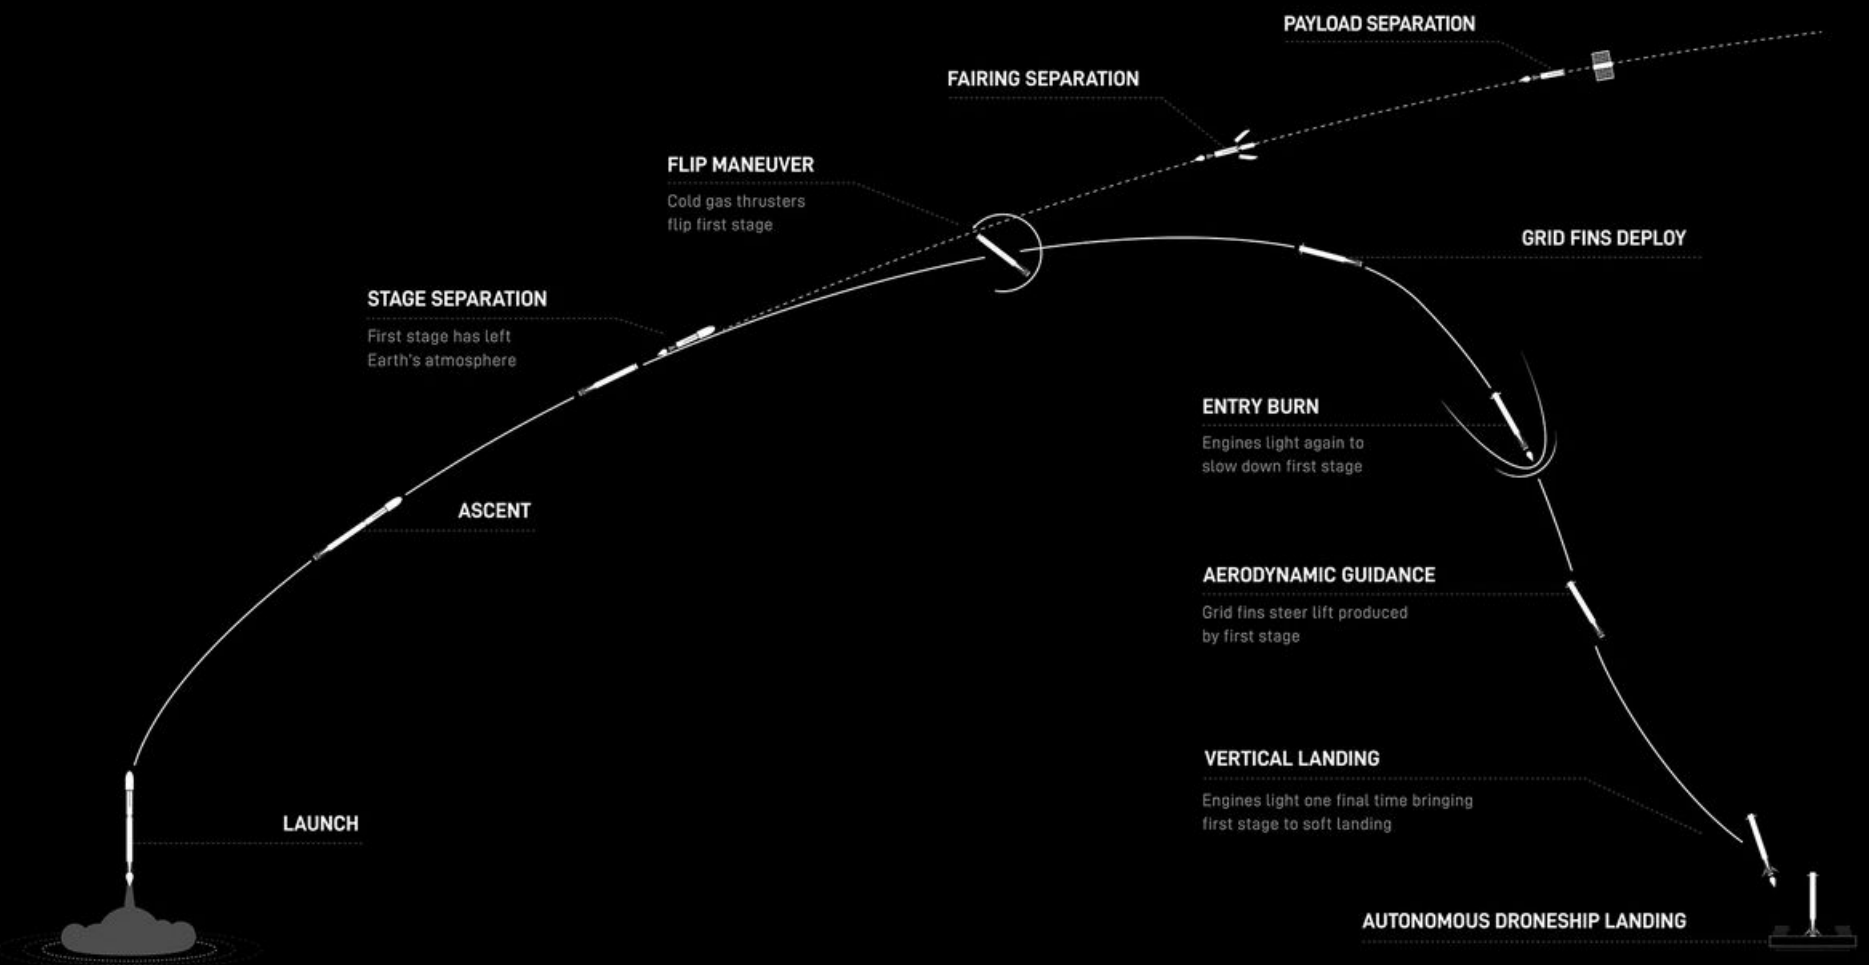 PAYLOAD SEPARATION
FAIRING SEPARATION
FLIP MANEUVER
Cold gas thrusters
flip first stage
GRID FINS DEPLOY
STAGE SEPARATION
First stage has left
Earth's atmosphere
ENTRY BURN
Engines light again to
slow down first stage
ASCENT
AERODYNAMIC GUIDANCE
Grid fins steer lift produced
by first stage
VERTICAL LANDING
Engines light one final time bringing
first stage to soft landing
LAUNCH
AUTONOMOUS DRONESHIP LANDING